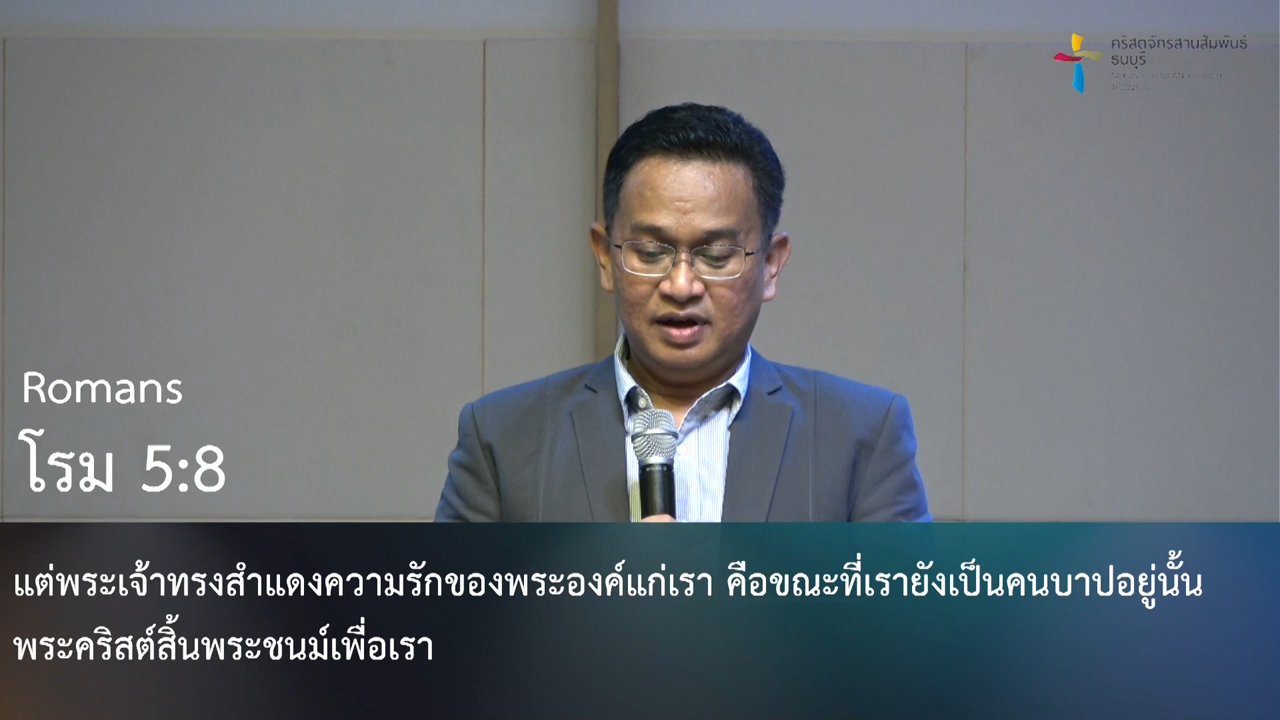 คริสตจักรสานสัมพันธ์
ธนบุรี
Romans
โรม 5:8
แต่พระเจ้าทรงสำแดงความรักของพระองค์แก่เรา คือขณะที่เรายังเป็นคนบาปอยู่นั้น
พระคริสต์สิ้นพระชนม์เพื่อเรา